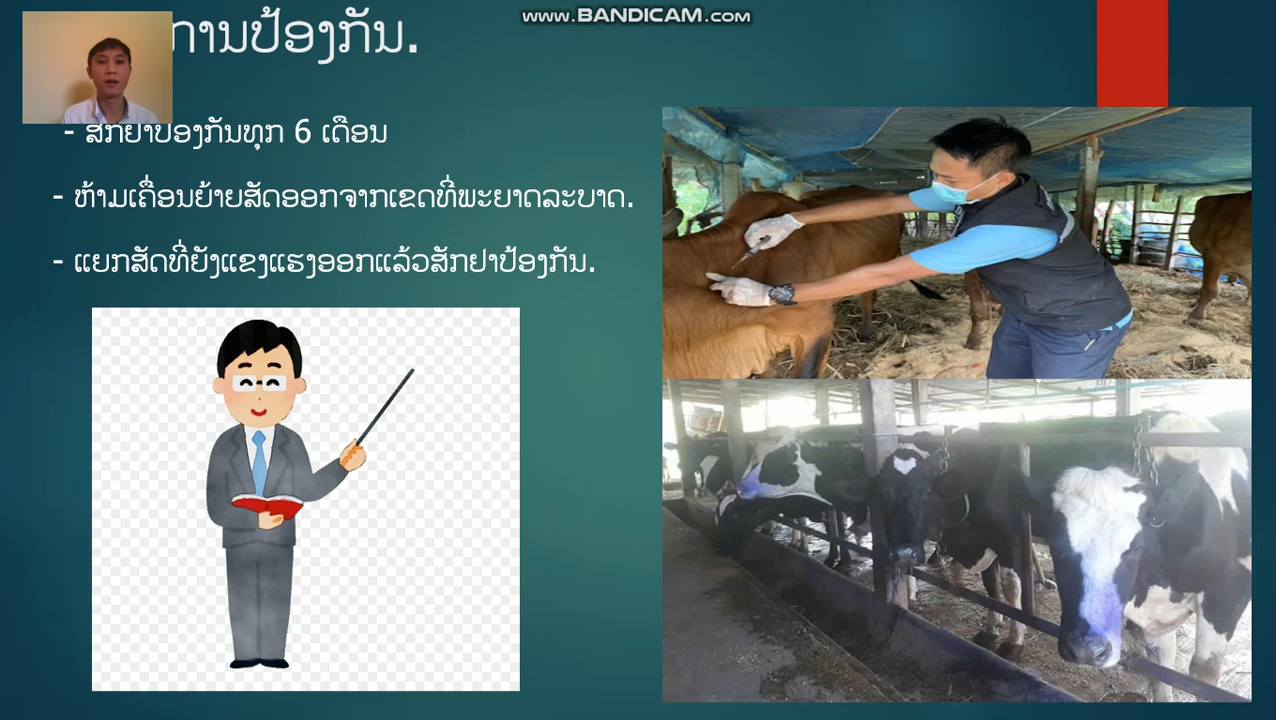 www.BANDICAM.com
ການປ້ອງກັນ.
- ສັກຢາປ້ອງກັນທຸກ 6 ເດືອນ
- ຫ້າມເຄື່ອນຍ້າຍສັດອອກຈາກເຂດທີ່ພະຍາດລະບາດ.
- ແຍກສັດທີ່ຍັງແຂງແຮງອອກແລ້ວສັກຢາປ້ອງກັນ.